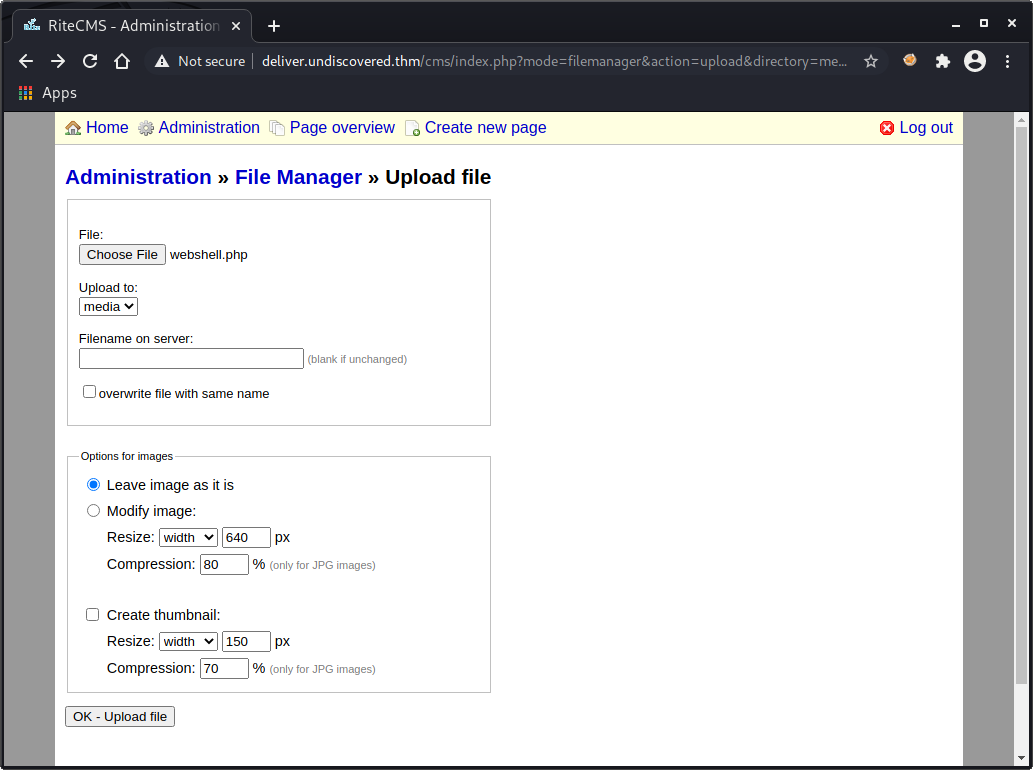 RiteCMS - Administration
Not secure | deliver.undiscovered.thm/cms/index.php?mode=filemanager&action=upload&directory=me...
Apps
Home Administration Page overview Create new page Log out
Administration » File Manager » Upload file
File:
Choose File webshell.php
Upload to:
media
Filename on server:
(blank if unchanged)
overwrite file with same name
Options for images
Leave image as it is
Modify image:
Resize: width 640 px
Compression: 80 % (only for JPG images)
Create thumbnail:
Resize: width 150 px
Compression: 70 % (only for JPG images)
OK - Upload file